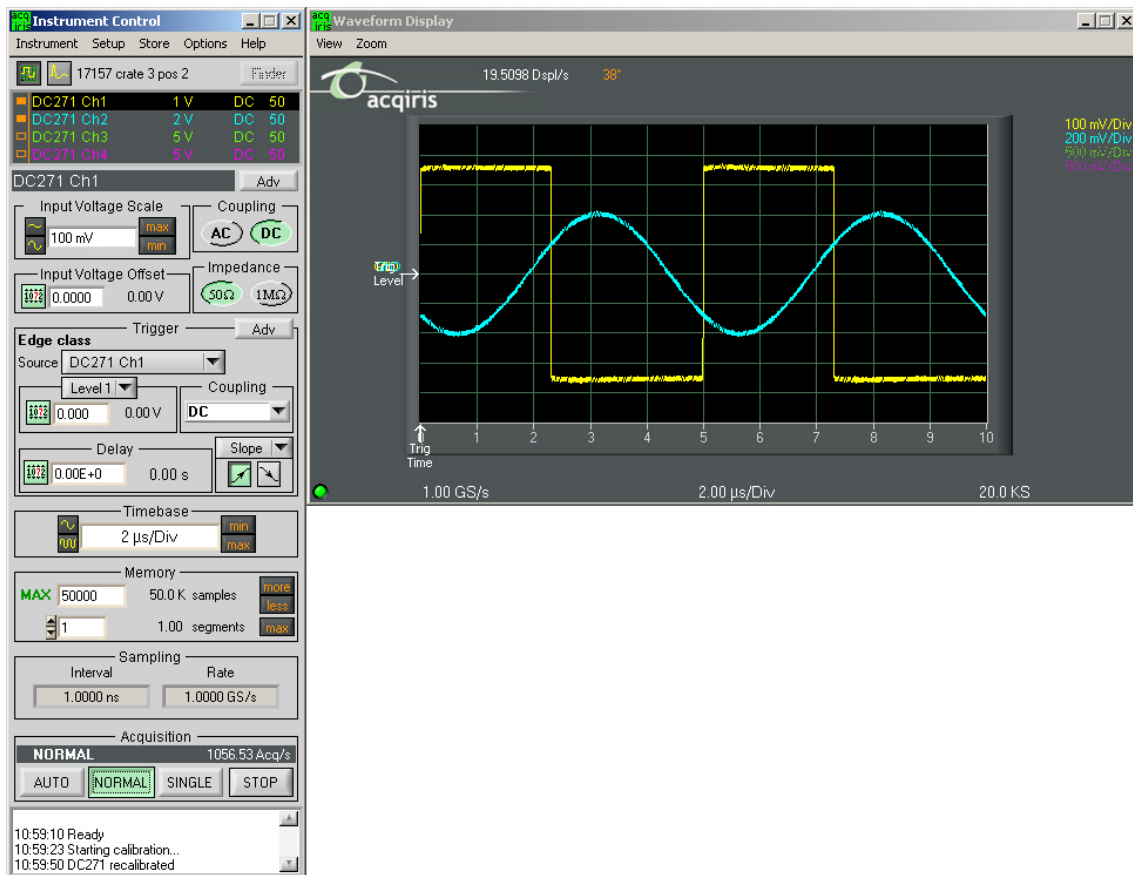 acq
iris Instrument Control
Instrument Setup Store Options Help
17157 crate 3 pos 2 Finder
DC271 Ch1 1 V DC 50
DC271 Ch2 2 V DC 50
DC271 Ch3 5 V DC 50
DC271 Ch4 5 V DC 50
DC271 Ch1 Adv
Input Voltage Scale
100 mV
max
min
Coupling
AC DC
Input Voltage Offset
0.0000 0.00 V
Impedance
50Ω 1MΩ
Trigger Adv
Edge class
Source DC271 Ch1
Level 1
0.000 0.00 V
Coupling
DC
Delay
0.00E+0 0.00 s
Slope
Timebase
2 µs/Div
min
max
Memory
MAX 50000 50.0 K samples
more
less
1 1.00 segments max
Sampling
Interval Rate
1.0000 ns 1.0000 GS/s
Acquisition
NORMAL 1056.53 Acq/s
AUTO NORMAL SINGLE STOP
10:59:10 Ready
10:59:23 Starting calibration...
10:59:50 DC271 recalibrated
acq
iris Waveform Display
View Zoom
19.5098 Dspl/s 38°
acqiris
100 mV/Div
200 mV/Div
500 mV/Div
500 mV/Div
Trig
Level
0 1 2 3 4 5 6 7 8 9 10
Trig
Time
1.00 GS/s 2.00 µs/Div 20.0 KS